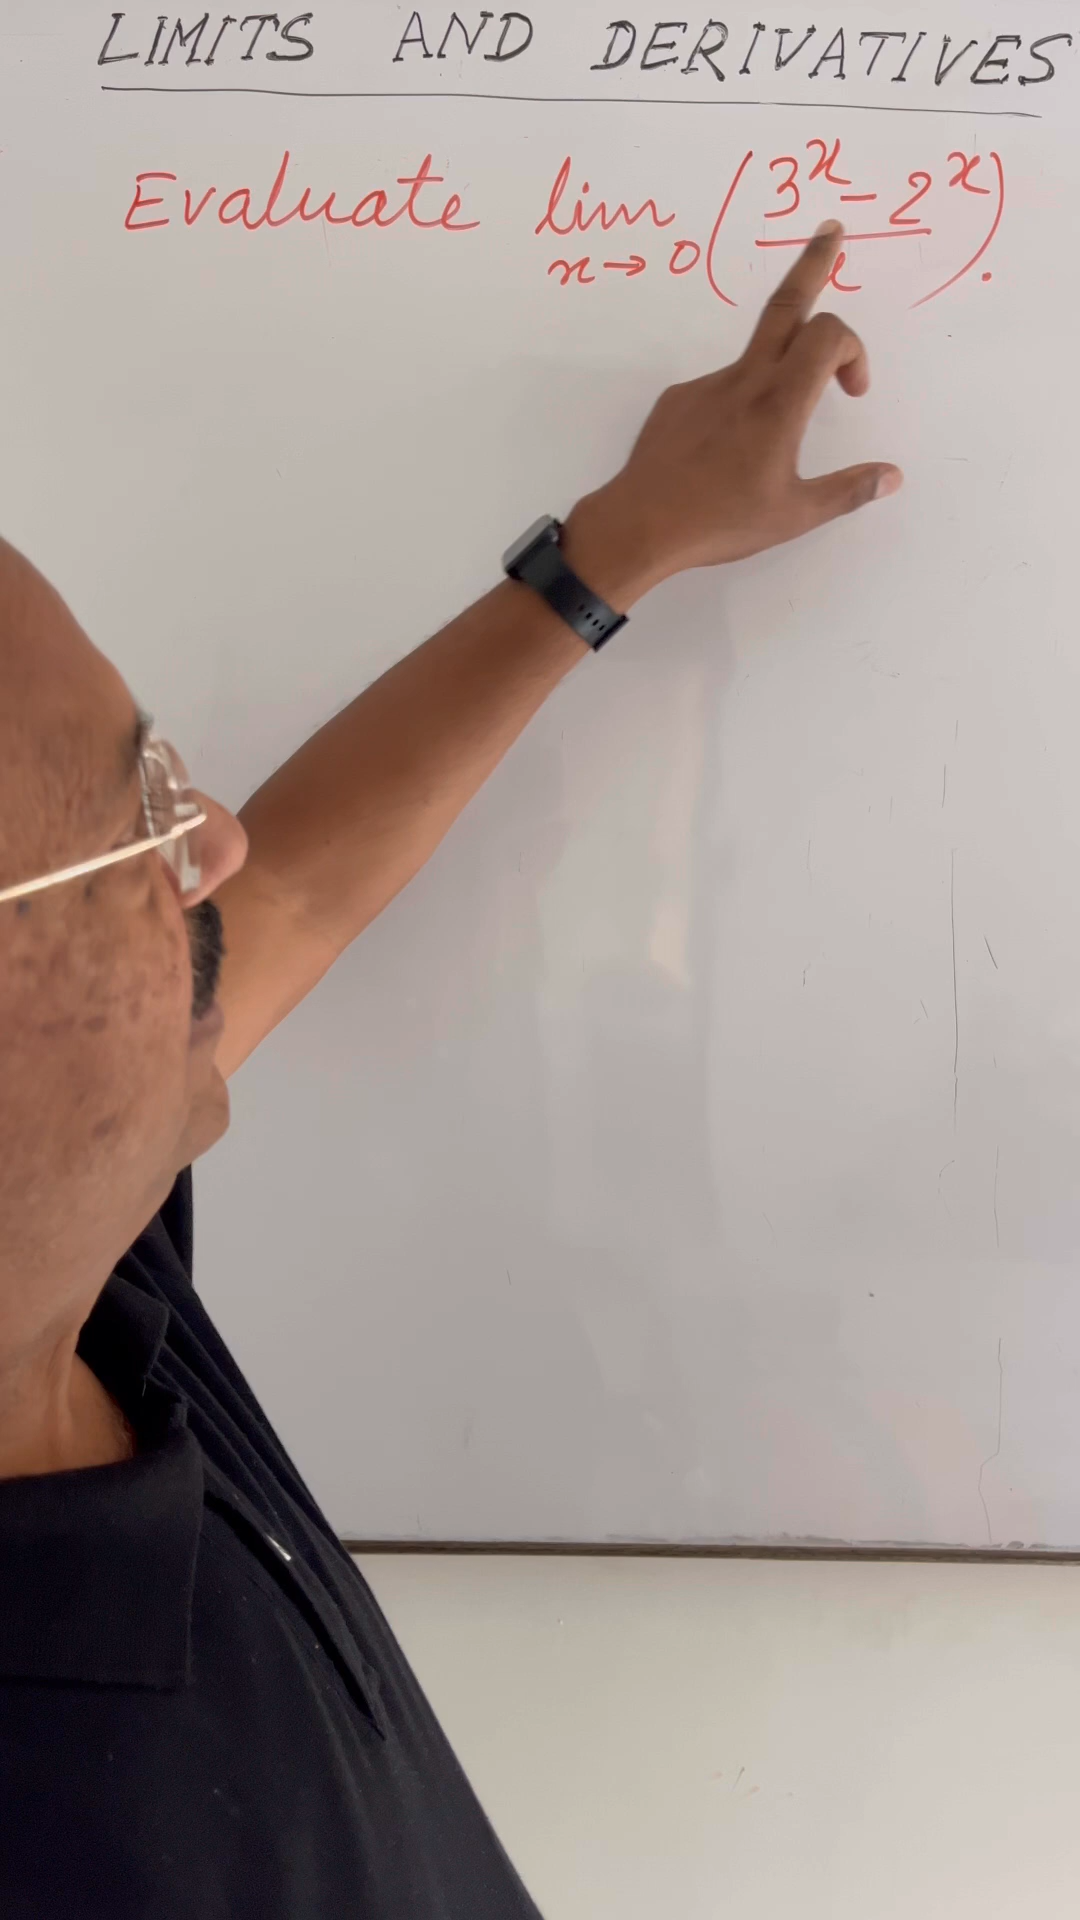 LIMITS AND DERIVATIVES
Evaluate lim x→0 (3^x - 2^x / x).